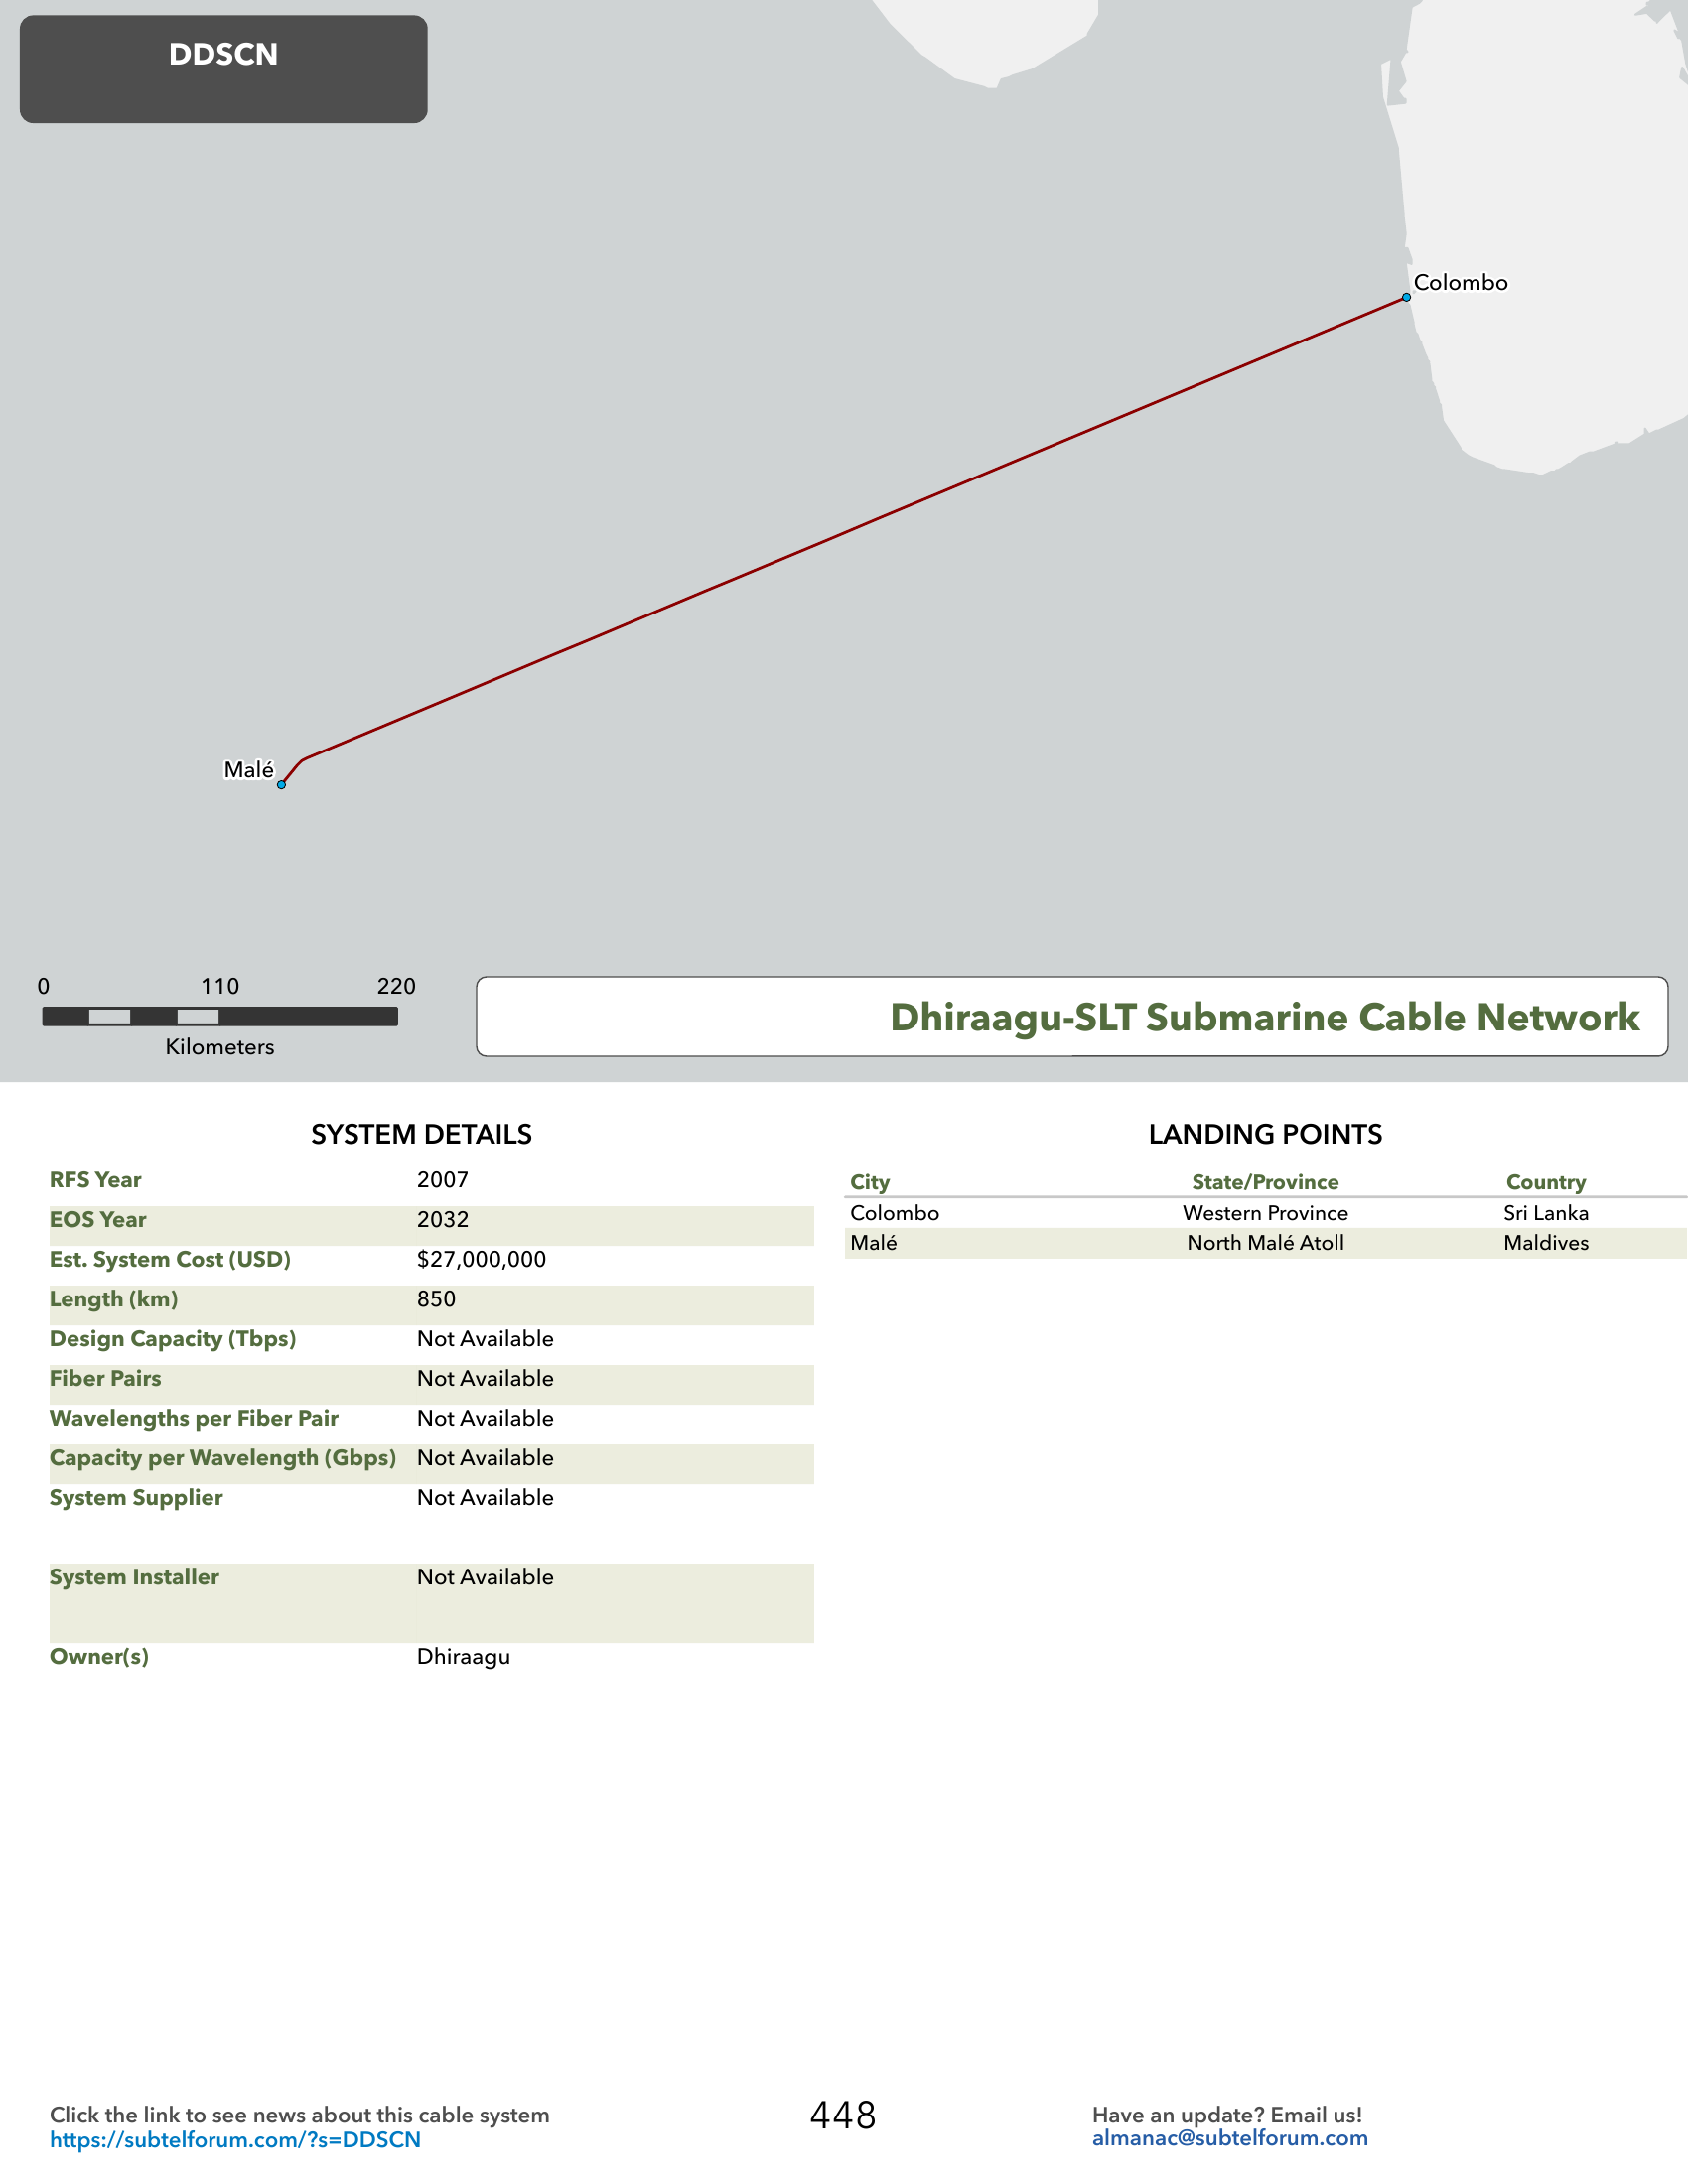 DDSCN
Colombo
Malé
0 110 220
Kilometers
Dhiraagu-SLT Submarine Cable Network
SYSTEM DETAILS
RFS Year 2007
EOS Year 2032
Est. System Cost (USD) $27,000,000
Length (km) 850
Design Capacity (Tbps) Not Available
Fiber Pairs Not Available
Wavelengths per Fiber Pair Not Available
Capacity per Wavelength (Gbps) Not Available
System Supplier Not Available
System Installer Not Available
Owner(s) Dhiraagu
LANDING POINTS
City State/Province Country
Colombo Western Province Sri Lanka
Malé North Malé Atoll Maldives
Click the link to see news about this cable system
https://subtelforum.com/?s=DDSCN
448
Have an update? Email us!
almanac@subtelforum.com